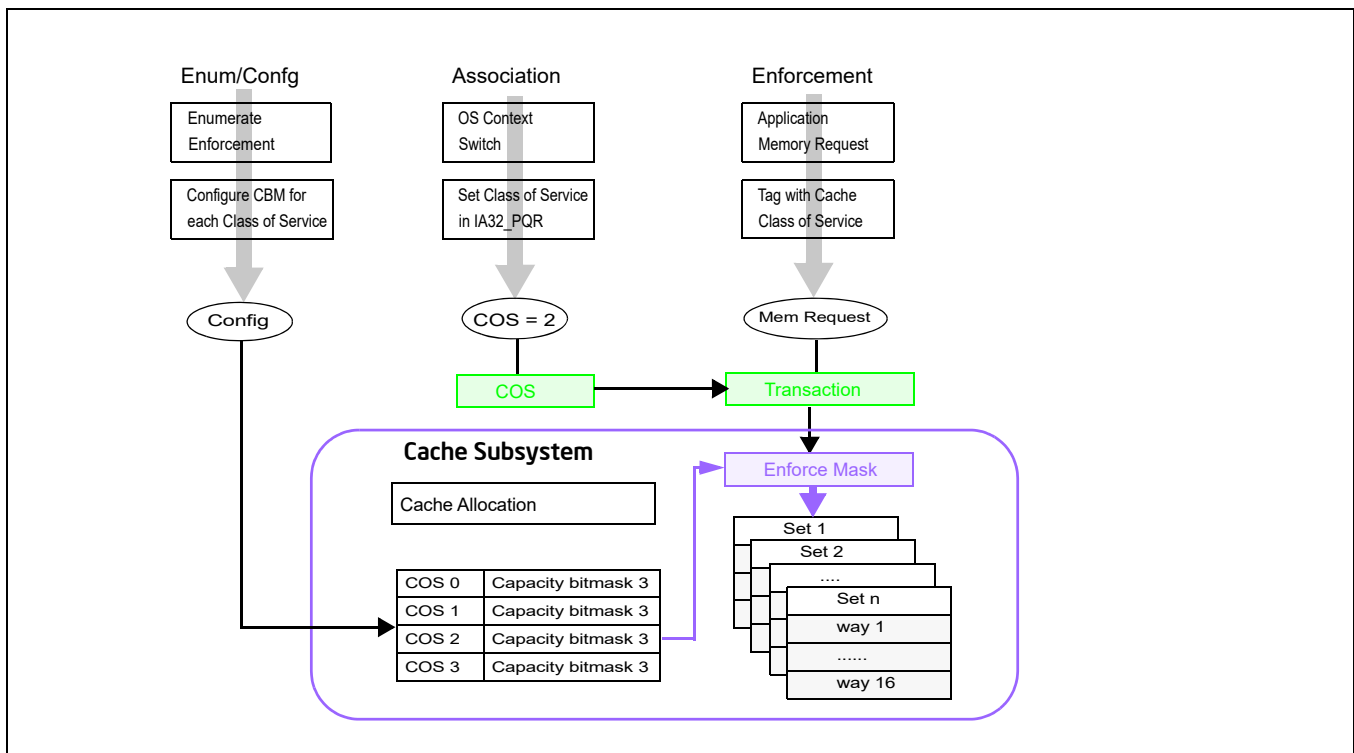 Enum/Confg
Enumerate
Enforcement
Configure CBM for
each Class of Service
Config
Association
OS Context
Switch
Set Class of Service
in IA32_PQR
COS = 2
COS
Enforcement
Application
Memory Request
Tag with Cache
Class of Service
Mem Request
Transaction
Cache Subsystem
Cache Allocation
COS 0 Capacity bitmask 3
COS 1 Capacity bitmask 3
COS 2 Capacity bitmask 3
COS 3 Capacity bitmask 3
Enforce Mask
Set 1
Set 2
....
Set n
way 1
......
way 16